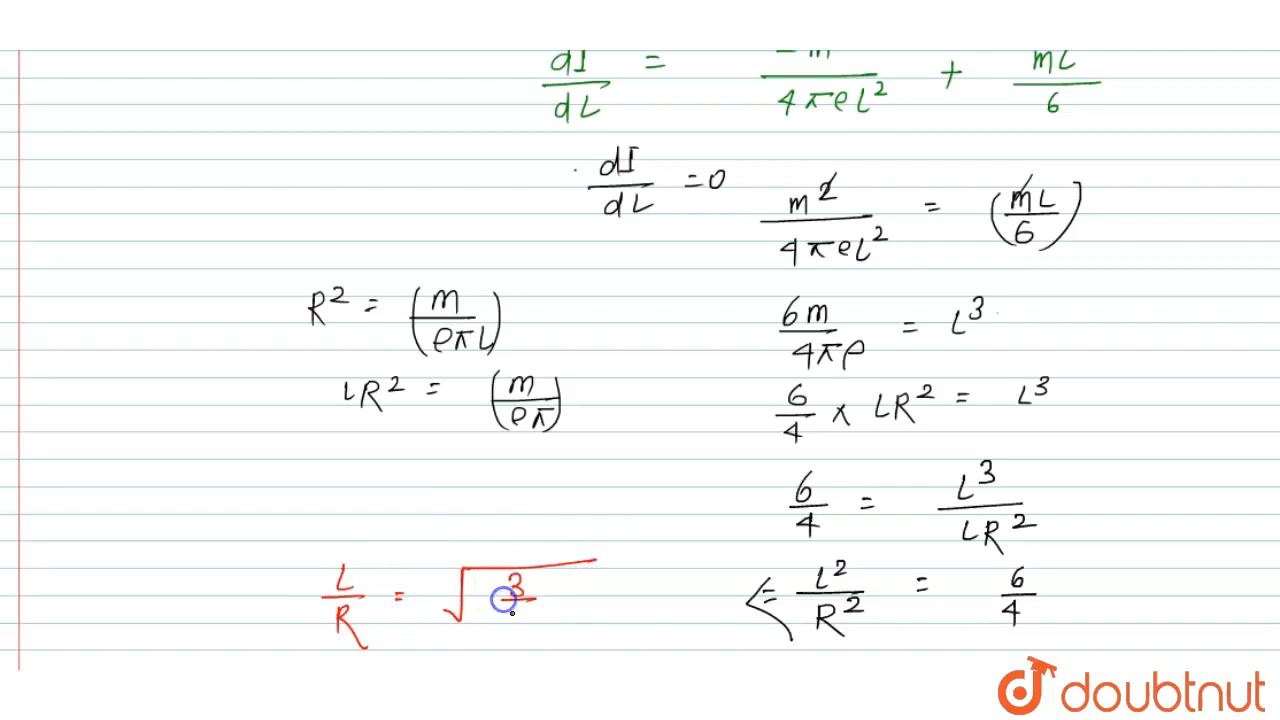 dI/dL = -m/4πρL² + mL/6
dI/dL = 0
m²/4πρL² = (mL/6)
R² = (m/ρπL)
6m/4πρ = L³
LR² = (m/ρπ)
6/4 × LR² = L³
6/4 = L³/LR²
L/R = √3/
⇐ L²/R² = 6/4
doubtnut